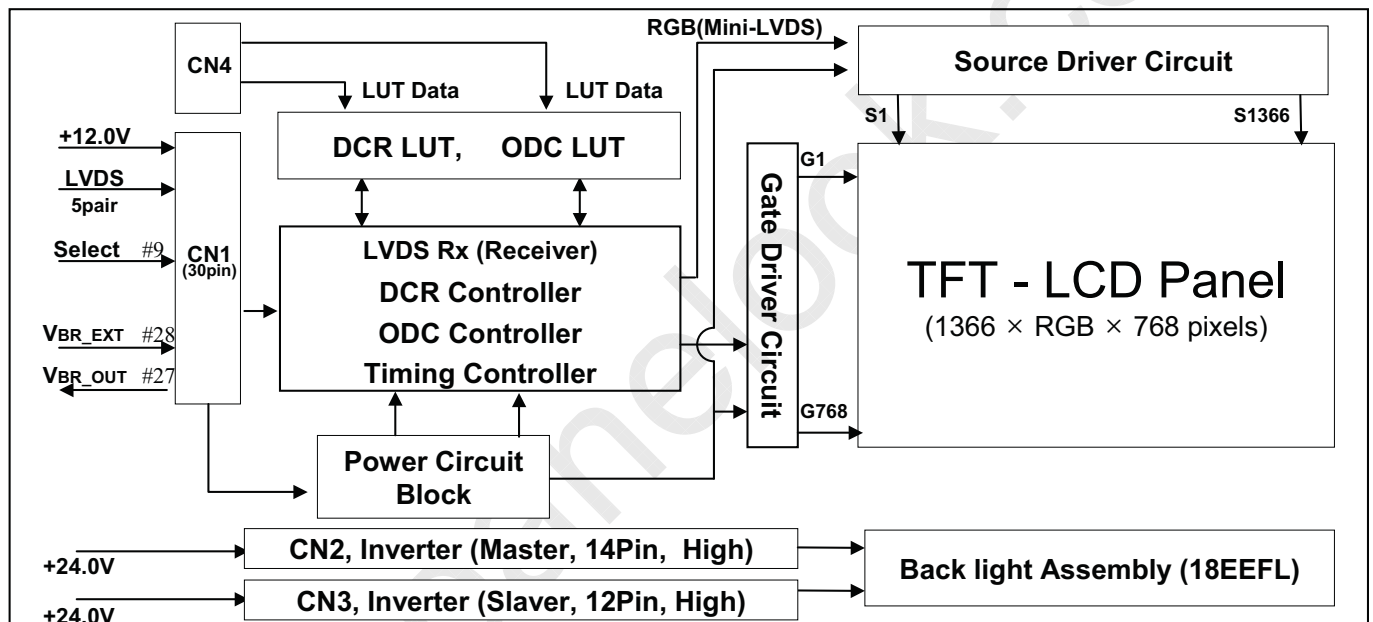 RGB(Mini-LVDS)
CN4
Source Driver Circuit
LUT Data
LUT Data
S1
S1366
+12.0V
DCR LUT, ODC LUT
G1
LVDS
5pair
Select #9
CN1
(30pin)
LVDS Rx (Receiver)
DCR Controller
ODC Controller
Timing Controller
Gate Driver Circuit
TFT - LCD Panel
(1366 × RGB × 768 pixels)
VBR_EXT #28
VBR_OUT #27
G768
Power Circuit
Block
+24.0V
CN2, Inverter (Master, 14Pin, High)
Back light Assembly (18EEFL)
+24.0V
CN3, Inverter (Slaver, 12Pin, High)